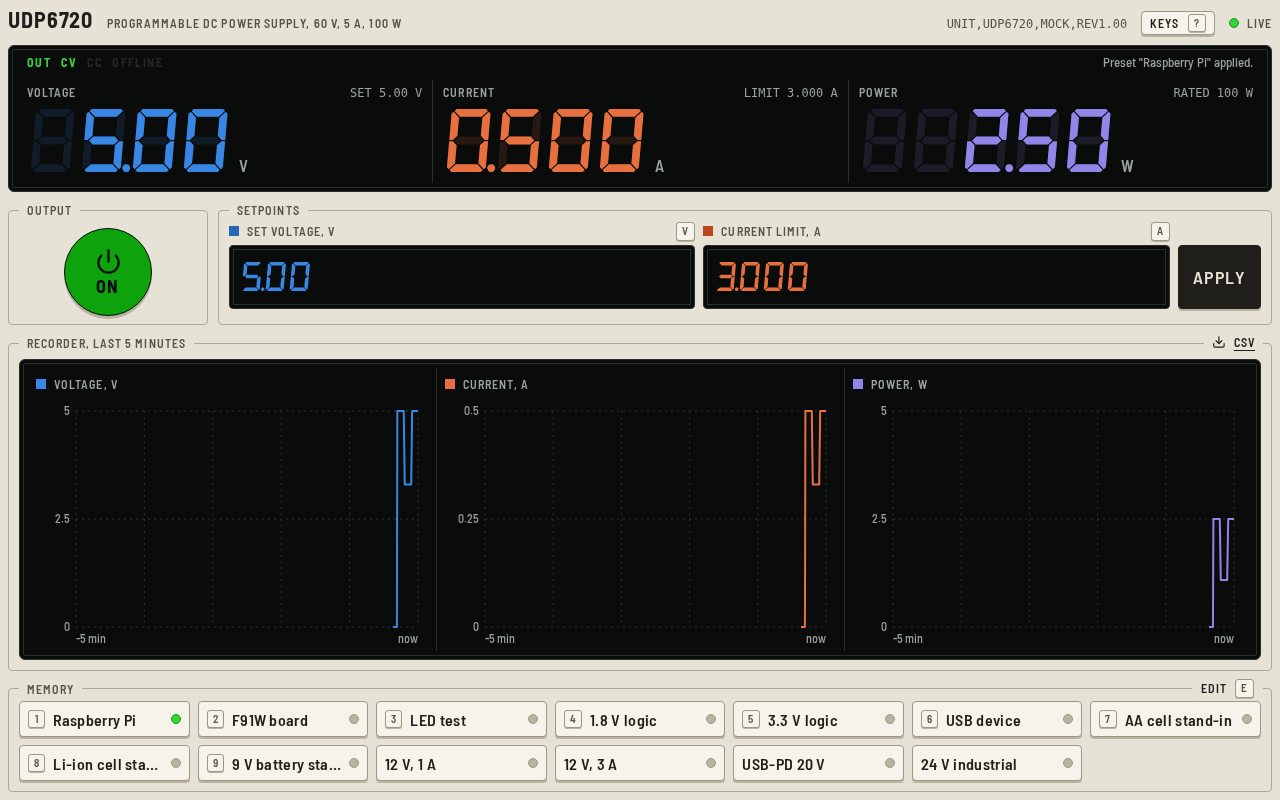 UDP6720 PROGRAMMABLE DC POWER SUPPLY, 60 V, 5 A, 100 W UNIT,UDP6720,MOCK,REV1.00 KEYS ? LIVE
OUT CV CC OFFLINE Preset "Raspberry Pi" applied.
VOLTAGE SET 5.00 V CURRENT LIMIT 3.000 A POWER RATED 100 W
5.00 V 0.500 A 2.50 W
OUTPUT SETPOINTS
SET VOLTAGE, V V CURRENT LIMIT, A A
ON 5.00 3.000 APPLY
RECORDER, LAST 5 MINUTES CSV
VOLTAGE, V CURRENT, A POWER, W
5 0.5 5
2.5 0.25 2.5
0 0 0
-5 min now -5 min now -5 min now
MEMORY EDIT E
1 Raspberry Pi 2 F91W board 3 LED test 4 1.8 V logic 5 3.3 V logic 6 USB device 7 AA cell stand-in
8 Li-ion cell sta... 9 9 V battery sta... 12 V, 1 A 12 V, 3 A USB-PD 20 V 24 V industrial